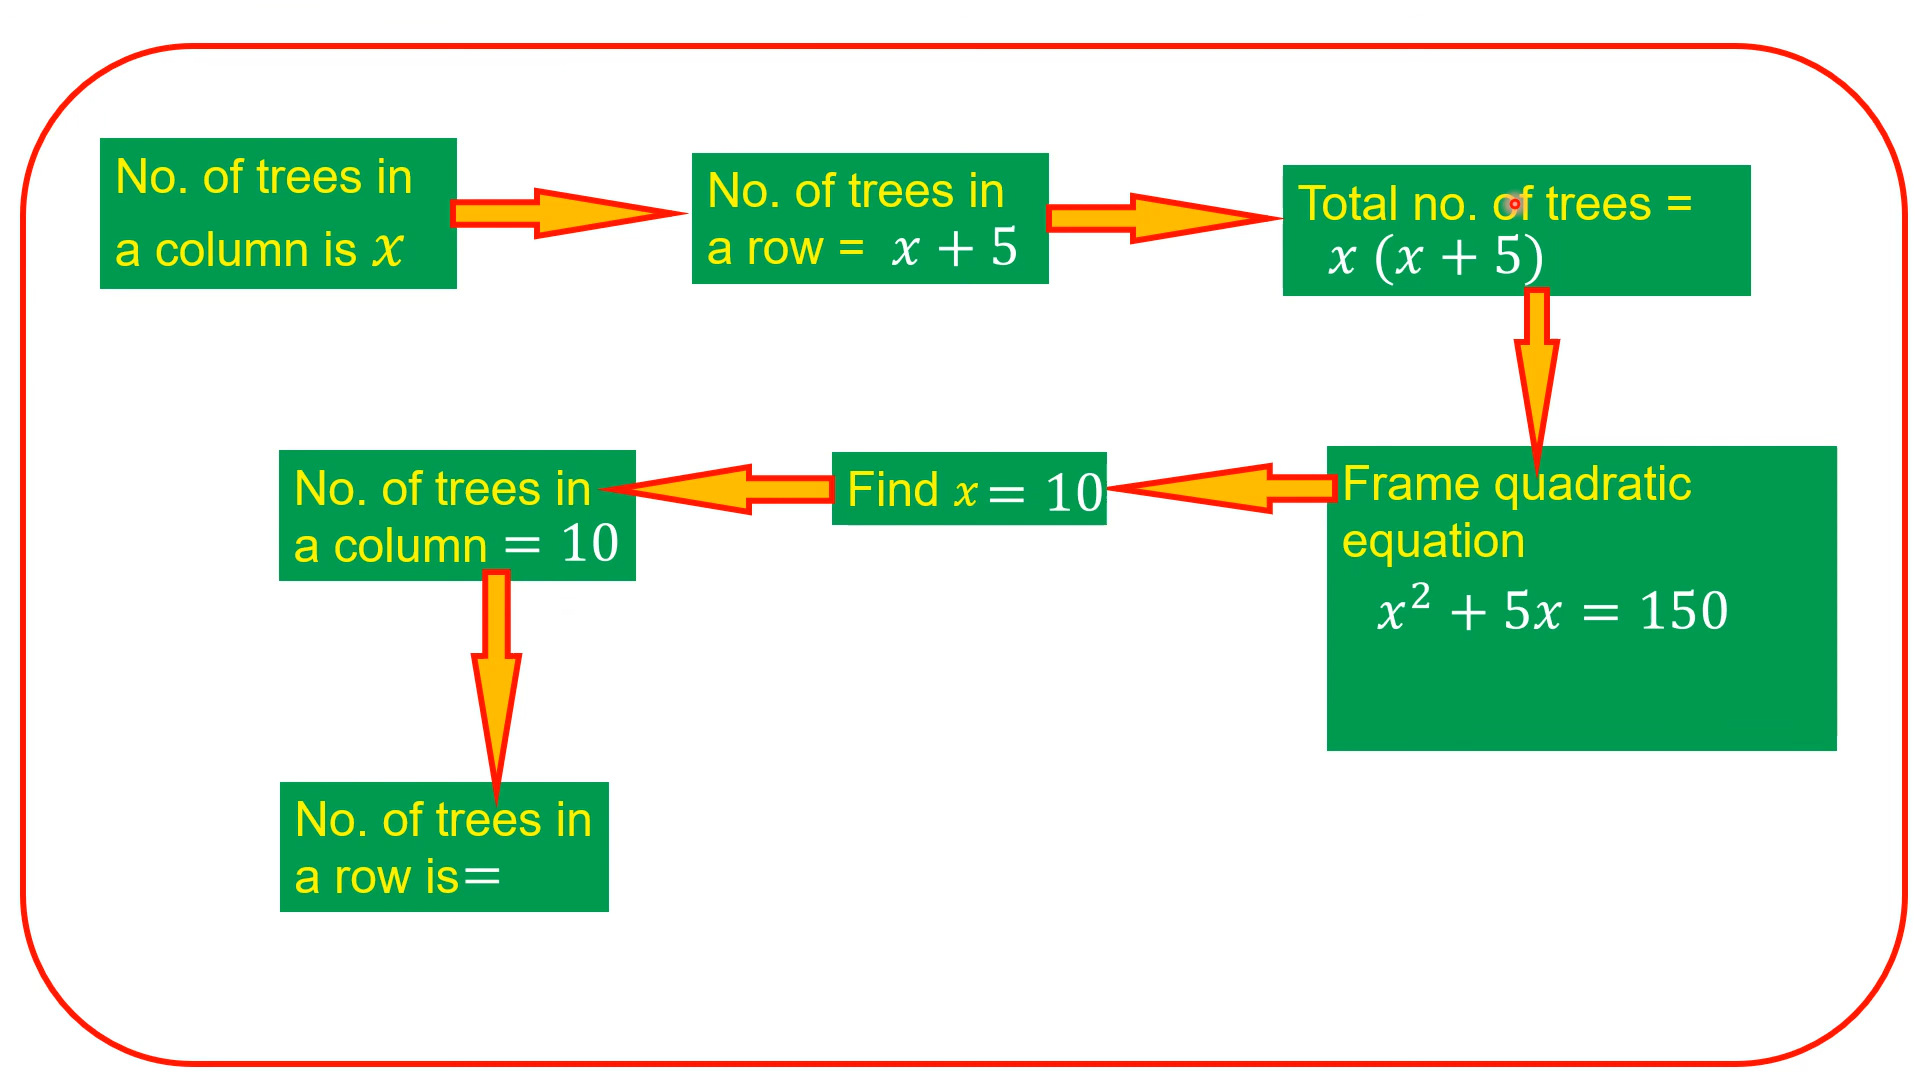 No. of trees in
a column is x
No. of trees in
a row = x + 5
Total no. of trees =
x (x + 5)
Frame quadratic
equation
x² + 5x = 150
Find x = 10
No. of trees in
a column = 10
No. of trees in
a row is=